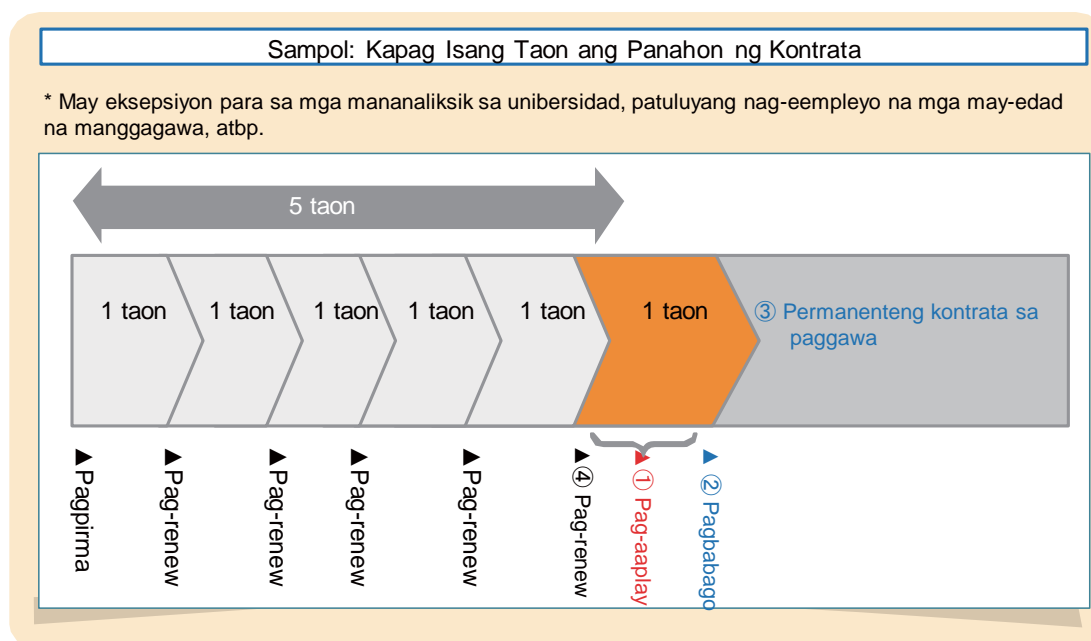 Sampol: Kapag Isang Taon ang Panahon ng Kontrata
* May eksepsiyon para sa mga mananaliksik sa unibersidad, patuluyang nag-eempleyo na mga may-edad
na manggagawa, atbp.
5 taon
1 taon
1 taon
1 taon
1 taon
1 taon
1 taon
③ Permanenteng kontrata sa
paggawa
▲Pagpirma
▲Pag-renew
▲Pag-renew
▲Pag-renew
▲Pag-renew
▲④ Pag-renew
▲① Pag-aaplay
▲② Pagbabago